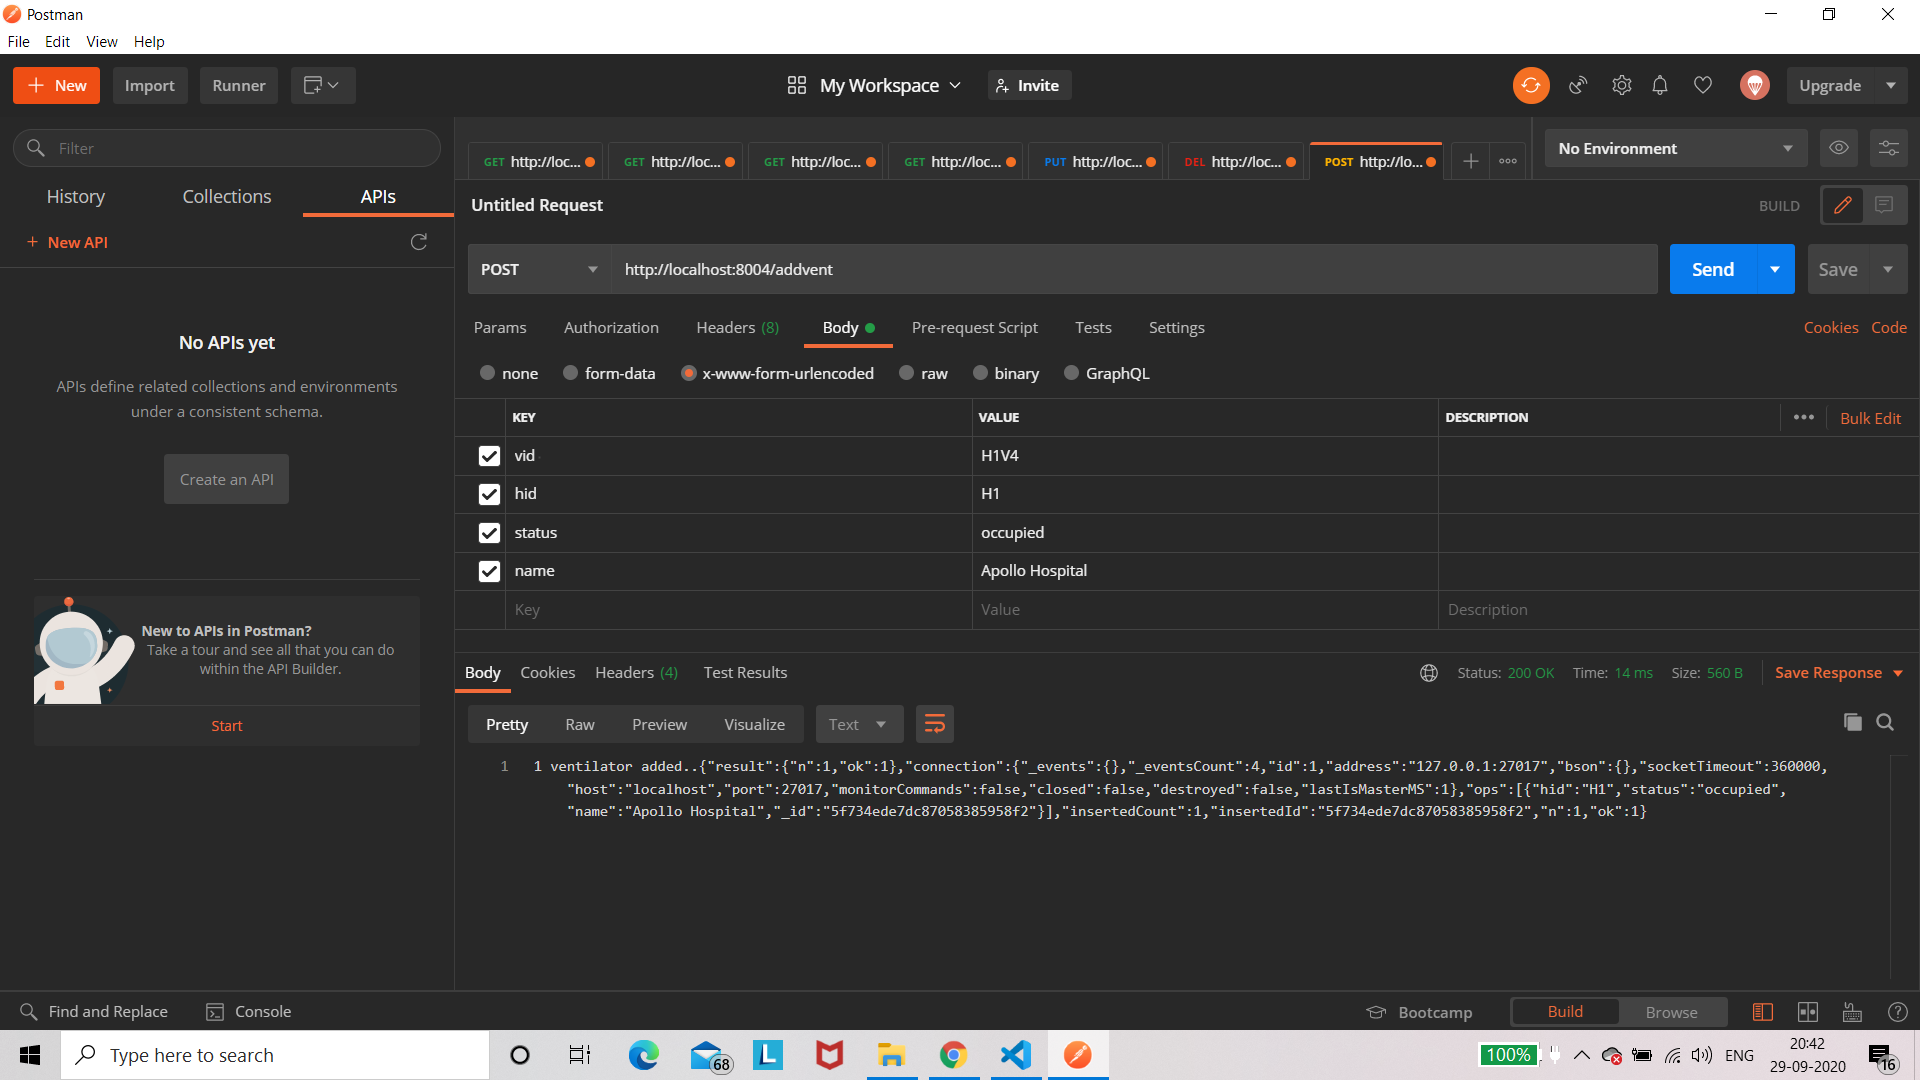 Postman
File Edit View Help
New Import Runner My Workspace Invite Upgrade
Filter
History Collections APIs
+ New API
No APIs yet
APIs define related collections and environments
under a consistent schema.
Create an API
New to APIs in Postman?
Take a tour and see all that you can do
within the API Builder.
Start
GET http://loc... GET http://loc... GET http://loc... GET http://loc... PUT http://loc... DEL http://loc... POST http://lo... No Environment
Untitled Request BUILD
POST http://localhost:8004/addvent Send Save
Params Authorization Headers (8) Body Pre-request Script Tests Settings Cookies Code
none form-data x-www-form-urlencoded raw binary GraphQL
KEY VALUE DESCRIPTION Bulk Edit
vid H1V4
hid H1
status occupied
name Apollo Hospital
Key Value Description
Body Cookies Headers (4) Test Results Status: 200 OK Time: 14 ms Size: 560 B Save Response
Pretty Raw Preview Visualize Text
1 1 ventilator added..{"result":{"n":1,"ok":1},"connection":{"_events":{},"_eventsCount":4,"id":1,"address":"127.0.0.1:27017","bson":{},"socketTimeout":360000,
"host":"localhost","port":27017,"monitorCommands":false,"closed":false,"destroyed":false,"lastIsMasterMS":1},"ops":[{"hid":"H1","status":"occupied",
"name":"Apollo Hospital","_id":"5f734ede7dc87058385958f2"}],"insertedCount":1,"insertedId":"5f734ede7dc87058385958f2","n":1,"ok":1}
Find and Replace Console Bootcamp Build Browse
Type here to search 68 L 100% ENG 20:42
29-09-2020 16